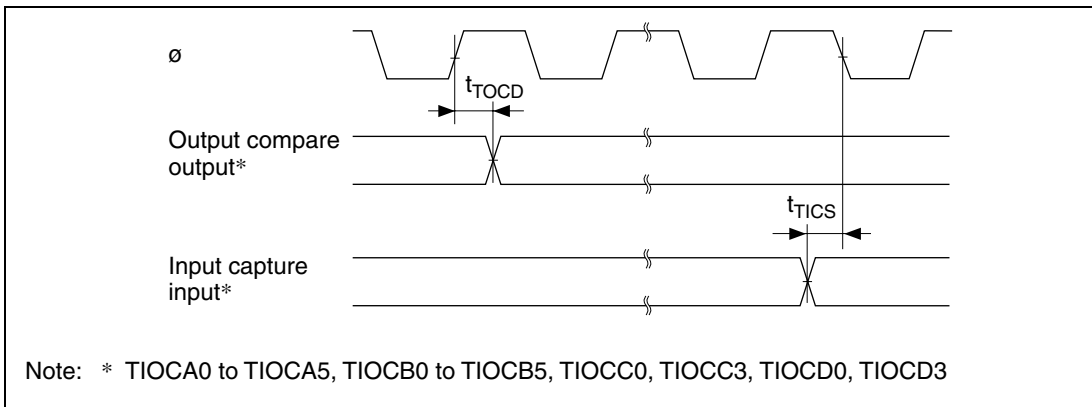 ø
tTOCD
Output compare
output*
tTICS
Input capture
input*
Note: * TIOCA0 to TIOCA5, TIOCB0 to TIOCB5, TIOCC0, TIOCC3, TIOCD0, TIOCD3